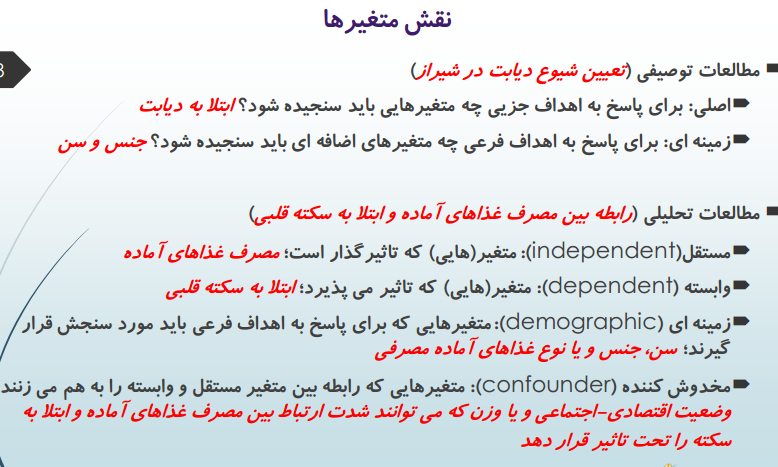 نقش متغیرها
3
مطالعات توصیفی (تعیین شیوع دیابت در شیراز)
اصلی: برای پاسخ به اهداف جزیی چه متغیرهایی باید سنجیده شود؟ ابتلا به دیابت
زمینه ای: برای پاسخ به اهداف فرعی چه متغیرهای اضافه ای باید سنجیده شود؟ جنس و سن
مطالعات تحلیلی (رابطه بین مصرف غذاهای آماده و ابتلا به سکته قلبی)
مستقل(independent): متغیر(هایی) که تاثیرگذار است؛ مصرف غذاهای آماده
وابسته (dependent): متغیر(هایی) که تاثیر می پذیرد؛ ابتلا به سکته قلبی
زمینه ای (demographic): متغیرهایی که برای پاسخ به اهداف فرعی باید مورد سنجش قرار
گیرند؛ سن، جنس و یا نوع غذاهای آماده مصرفی
مخدوش کننده (confounder): متغیرهایی که رابطه بین متغیر مستقل و وابسته را به هم می زنند
وضعیت اقتصادی-اجتماعی و یا وزن که می توانند شدت ارتباط بین مصرف غذاهای آماده و ابتلا به
سکته را تحت تاثیر قرار دهد